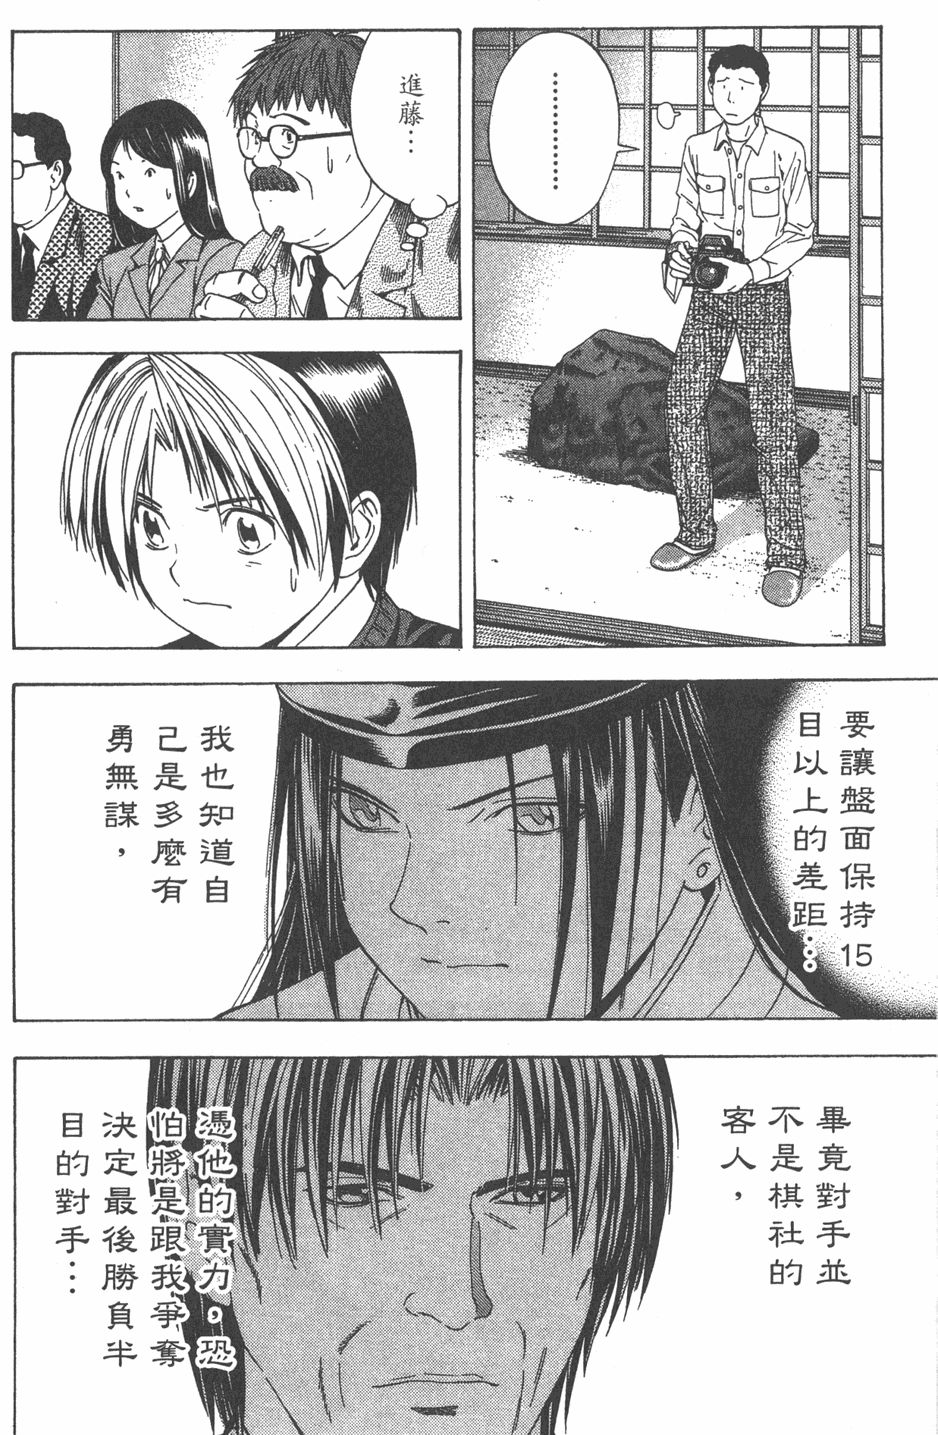 …………
進藤…
要讓盤面保持15
目以上的差距…
我也知道自
己是多麼有
勇無謀，
畢竟對手並
不是棋社的
客人，
憑他的實力，恐
怕將是跟我爭奪
決定最後勝負半
目的對手…